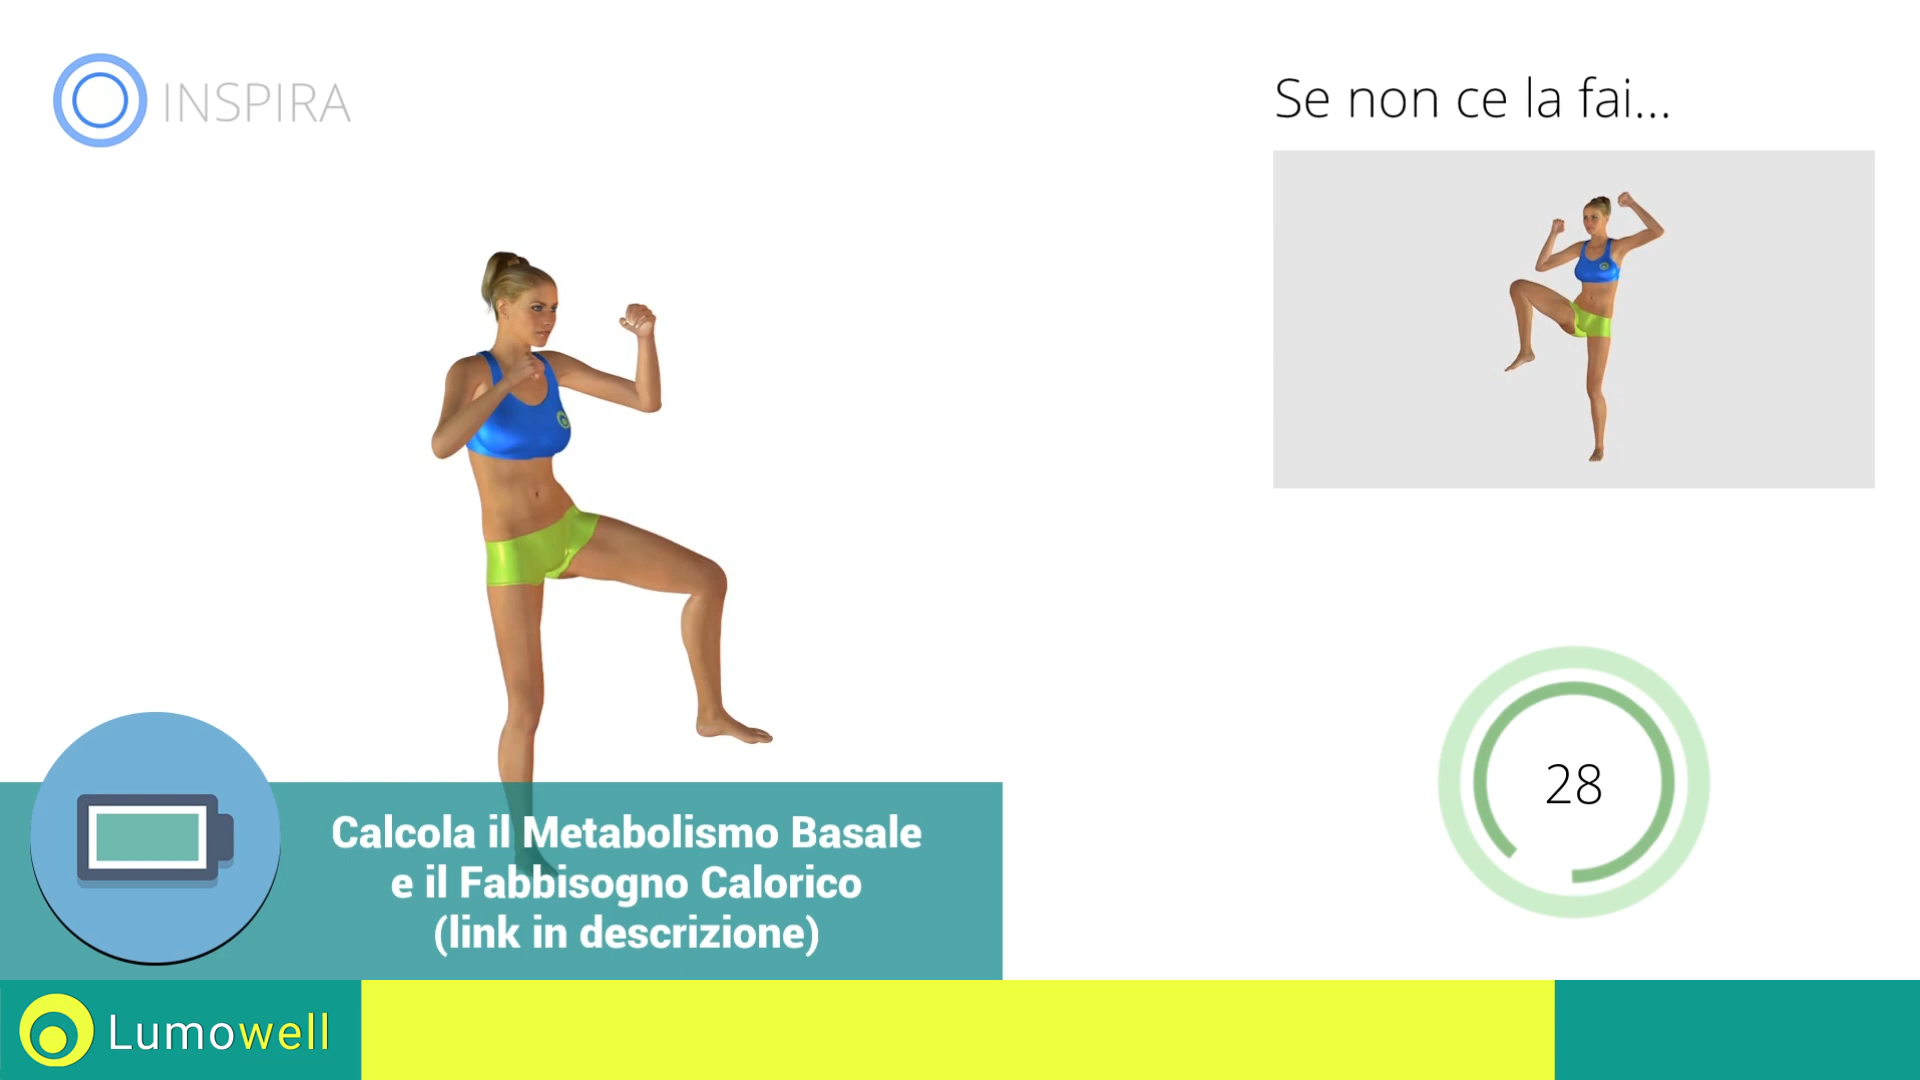 INSPIRA
Se non ce la fai...
28
Calcola il Metabolismo Basale
e il Fabbisogno Calorico
(link in descrizione)
Lumowell